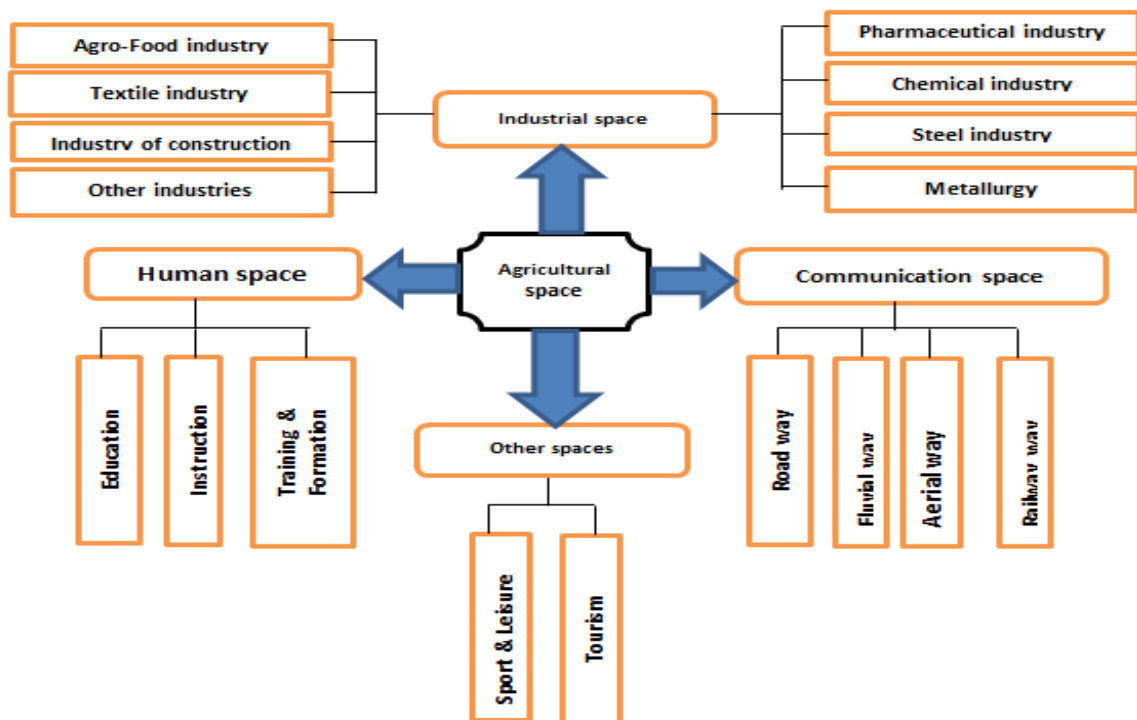 Agro-Food industry
Textile industry
Industry of construction
Other industries
Industrial space
Pharmaceutical industry
Chemical industry
Steel industry
Metallurgy
Human space
Agricultural
space
Communication space
Education
Instruction
Training &
Formation
Other spaces
Sport & Leisure
Tourism
Road way
Fluvial way
Aerial way
Railway way